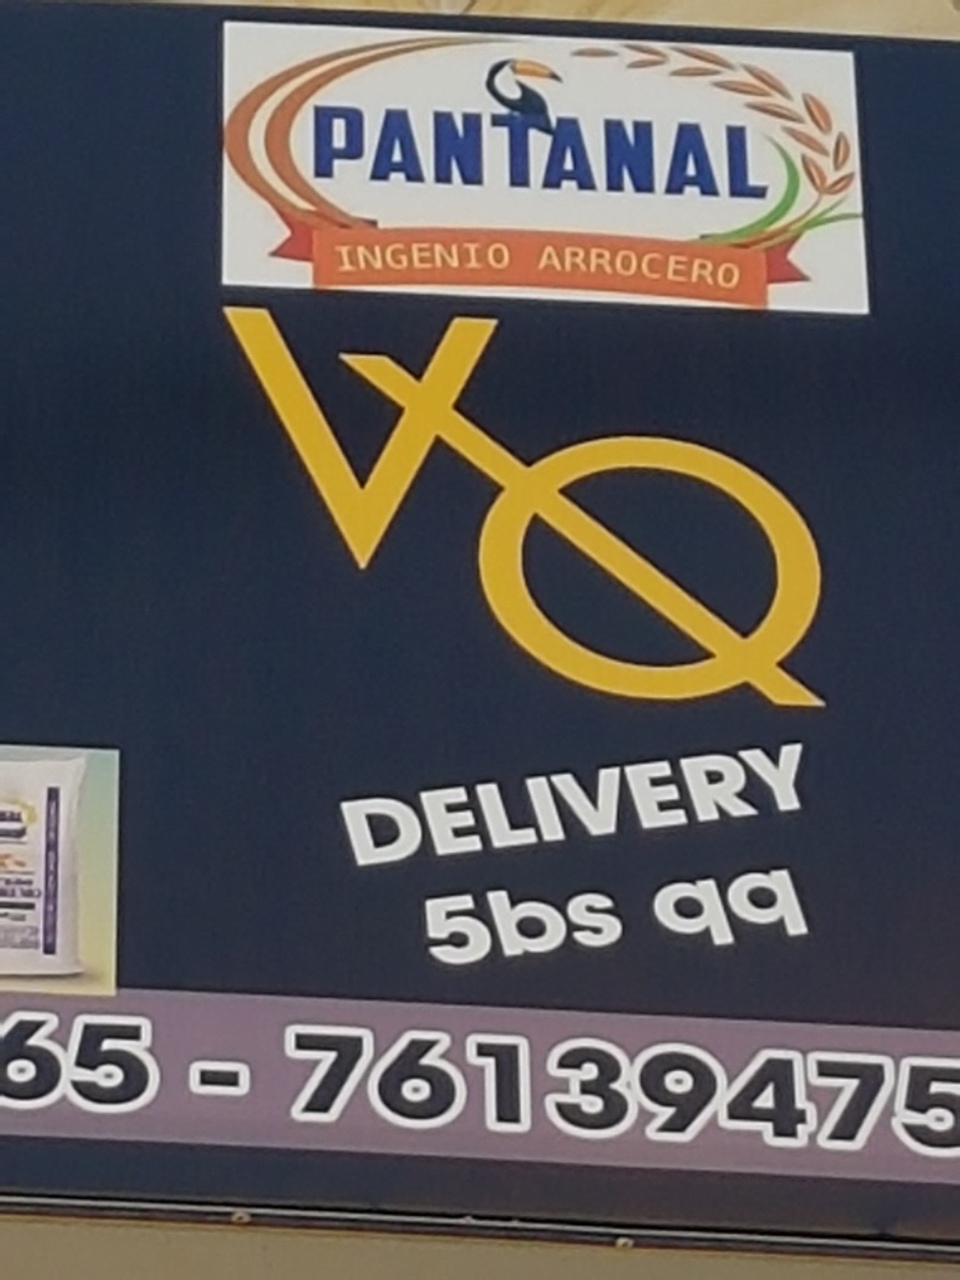 PANTANAL
INGENIO ARROCERO
VQ
DELIVERY
5bs qq
65 - 76139475